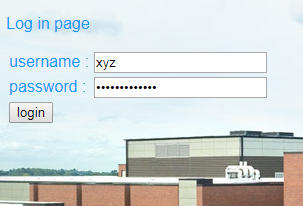 Log in page
username : xyz
password : •••••••••••••
login